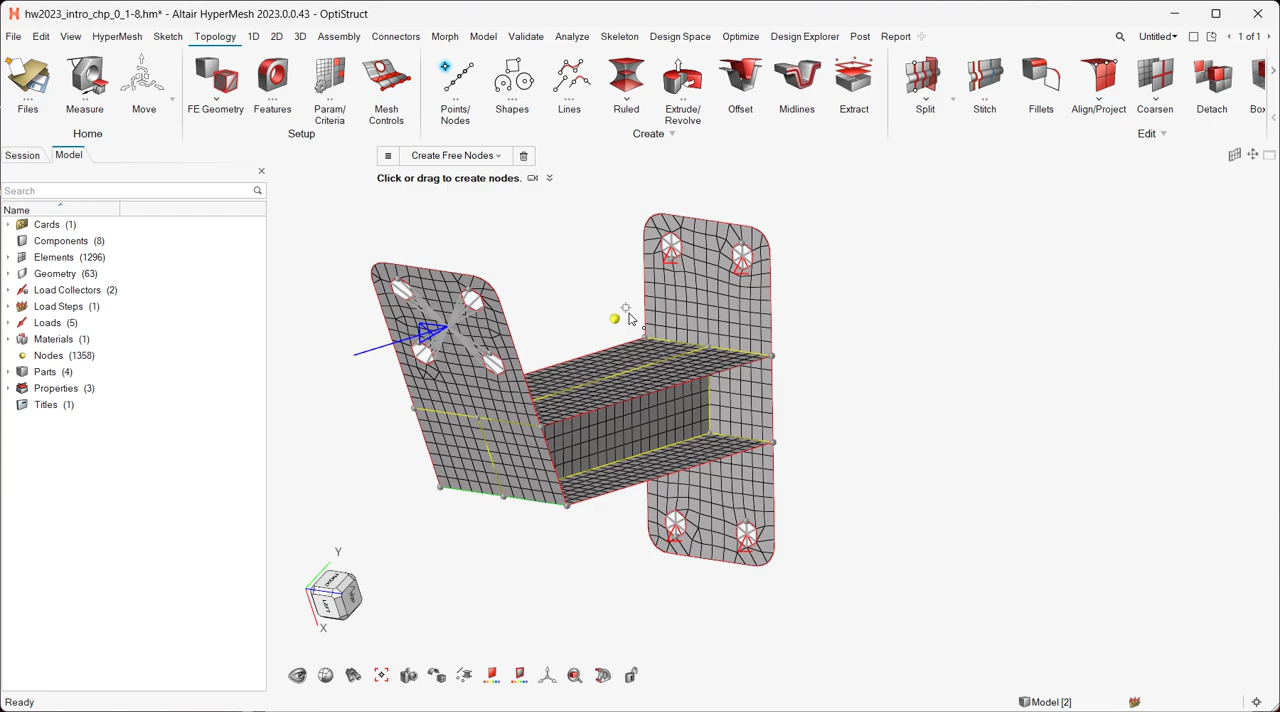 hw2023_intro_chp_0_1-8.hm* - Altair HyperMesh 2023.0.0.43 - OptiStruct
File Edit View HyperMesh Sketch Topology 1D 2D 3D Assembly Connectors Morph Model Validate Analyze Skeleton Design Space Optimize Design Explorer Post Report Untitled 1 of 1
Files Measure Move FE Geometry Features Param/ Criteria Mesh Controls Points/ Nodes Shapes Lines Ruled Extrude/ Revolve Offset Midlines Extract Split Stitch Fillets Align/Project Coarsen Detach Box
Home Setup Create Edit
Session Model
Create Free Nodes
Click or drag to create nodes.
Search
Name
Cards (1)
Components (8)
Elements (1296)
Geometry (63)
Load Collectors (2)
Load Steps (1)
Loads (5)
Materials (1)
Nodes (1358)
Parts (4)
Properties (3)
Titles (1)
Y
LEFT
X
Ready
Model [2]